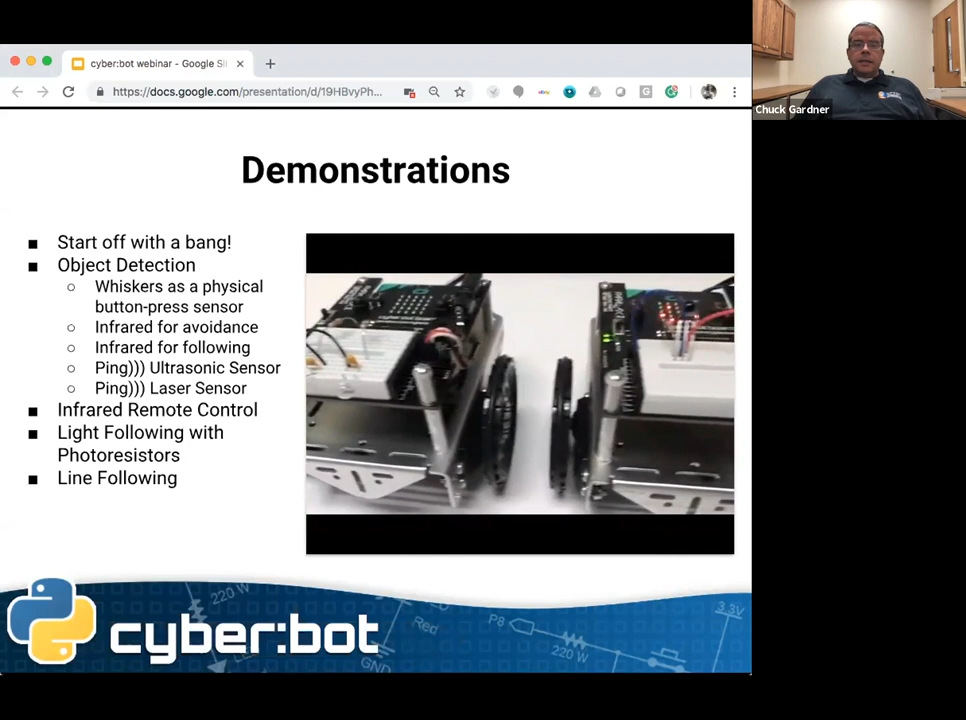 cyber:bot webinar - Google Sli
https://docs.google.com/presentation/d/19HBvyPh...
Chuck Gardner
Demonstrations
Start off with a bang!
Object Detection
Whiskers as a physical
button-press sensor
Infrared for avoidance
Infrared for following
Ping))) Ultrasonic Sensor
Ping))) Laser Sensor
Infrared Remote Control
Light Following with
Photoresistors
Line Following
cyber:bot
220 W
Red
GND
P8
220 W
3.3V